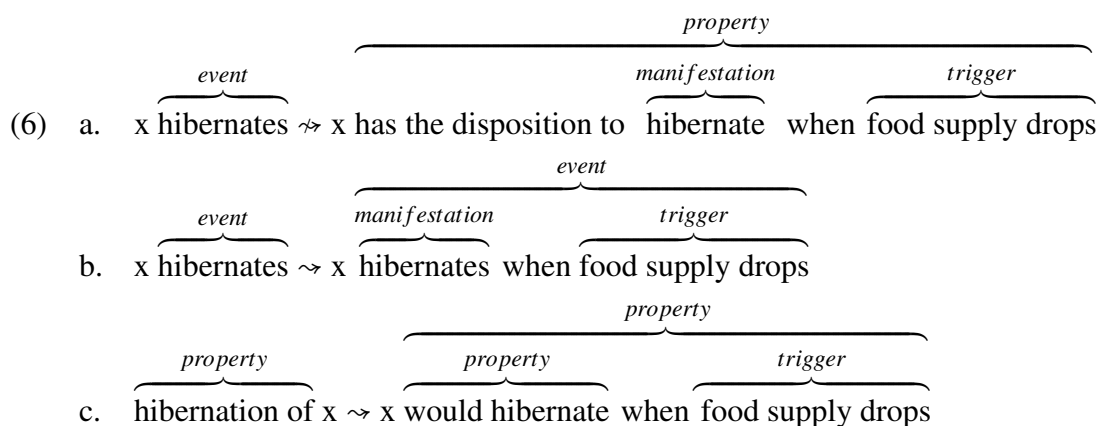 property
event manifestation trigger
(6) a. x hibernates ↝̸ x has the disposition to hibernate when food supply drops
event
event manifestation trigger
b. x hibernates ⤳ x hibernates when food supply drops
property
property property trigger
c. hibernation of x ⤳ x would hibernate when food supply drops